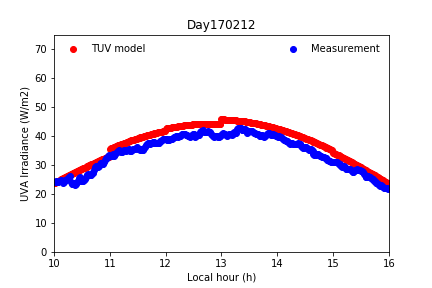 Day170212
TUV model
Measurement
UVA Irradiance (W/m2)
70
60
50
40
30
20
10
0
10 11 12 13 14 15 16
Local hour (h)